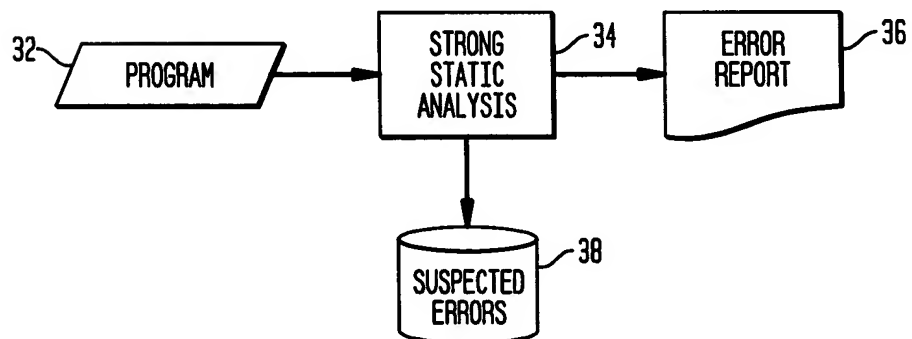 32
PROGRAM
STRONG
STATIC
ANALYSIS
34
ERROR
REPORT
36
SUSPECTED
ERRORS
38